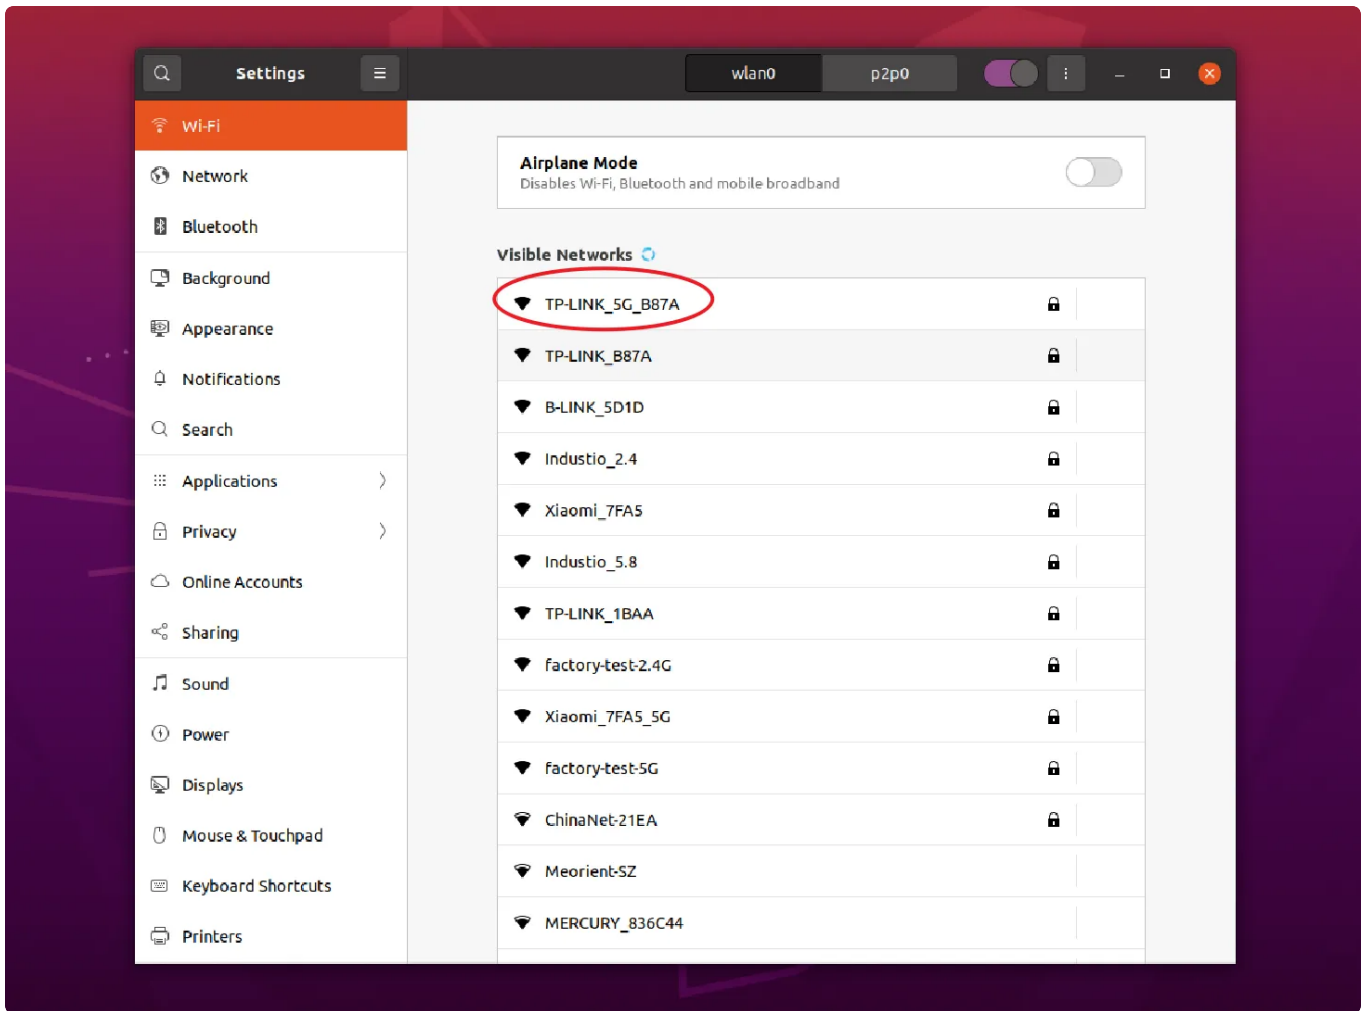 Settings
wlan0
p2p0
Wi-Fi
Network
Bluetooth
Background
Appearance
Notifications
Search
Applications
Privacy
Online Accounts
Sharing
Sound
Power
Displays
Mouse & Touchpad
Keyboard Shortcuts
Printers
Airplane Mode
Disables Wi-Fi, Bluetooth and mobile broadband
Visible Networks
TP-LINK_5G_B87A
TP-LINK_B87A
B-LINK_5D1D
Industio_2.4
Xiaomi_7FA5
Industio_5.8
TP-LINK_1BAA
factory-test-2.4G
Xiaomi_7FA5_5G
factory-test-5G
ChinaNet-21EA
Meorient-SZ
MERCURY_836C44